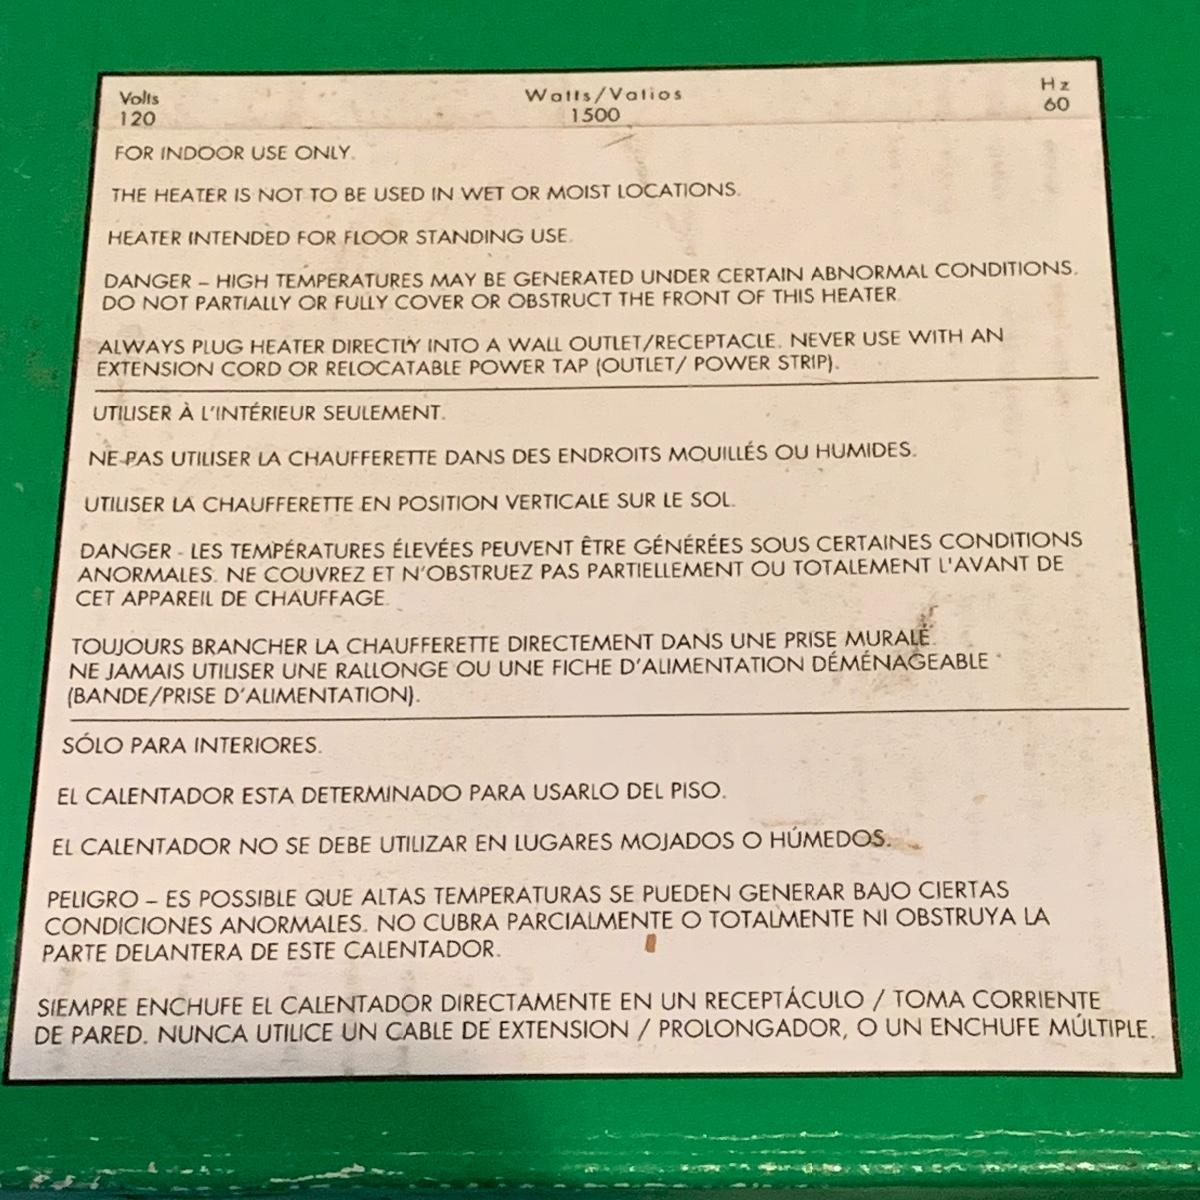 Volts Watts/Vatios Hz
120 1500 60
FOR INDOOR USE ONLY.
THE HEATER IS NOT TO BE USED IN WET OR MOIST LOCATIONS.
HEATER INTENDED FOR FLOOR STANDING USE.
DANGER – HIGH TEMPERATURES MAY BE GENERATED UNDER CERTAIN ABNORMAL CONDITIONS.
DO NOT PARTIALLY OR FULLY COVER OR OBSTRUCT THE FRONT OF THIS HEATER.
ALWAYS PLUG HEATER DIRECTLY INTO A WALL OUTLET/RECEPTACLE. NEVER USE WITH AN
EXTENSION CORD OR RELOCATABLE POWER TAP (OUTLET/ POWER STRIP).
UTILISER À L'INTÉRIEUR SEULEMENT.
NE PAS UTILISER LA CHAUFFERETTE DANS DES ENDROITS MOUILLÉS OU HUMIDES.
UTILISER LA CHAUFFERETTE EN POSITION VERTICALE SUR LE SOL.
DANGER - LES TEMPÉRATURES ÉLEVÉES PEUVENT ÊTRE GÉNÉRÉES SOUS CERTAINES CONDITIONS
ANORMALES. NE COUVREZ ET N'OBSTRUEZ PAS PARTIELLEMENT OU TOTALEMENT L'AVANT DE
CET APPAREIL DE CHAUFFAGE.
TOUJOURS BRANCHER LA CHAUFFERETTE DIRECTEMENT DANS UNE PRISE MURALE.
NE JAMAIS UTILISER UNE RALLONGE OU UNE FICHE D'ALIMENTATION DÉMÉNAGEABLE
(BANDE/PRISE D'ALIMENTATION).
SÓLO PARA INTERIORES.
EL CALENTADOR ESTA DETERMINADO PARA USARLO DEL PISO.
EL CALENTADOR NO SE DEBE UTILIZAR EN LUGARES MOJADOS O HÚMEDOS.
PELIGRO – ES POSSIBLE QUE ALTAS TEMPERATURAS SE PUEDEN GENERAR BAJO CIERTAS
CONDICIONES ANORMALES. NO CUBRA PARCIALMENTE O TOTALMENTE NI OBSTRUYA LA
PARTE DELANTERA DE ESTE CALENTADOR.
SIEMPRE ENCHUFE EL CALENTADOR DIRECTAMENTE EN UN RECEPTÁCULO / TOMA CORRIENTE
DE PARED. NUNCA UTILICE UN CABLE DE EXTENSION / PROLONGADOR, O UN ENCHUFE MÚLTIPLE.